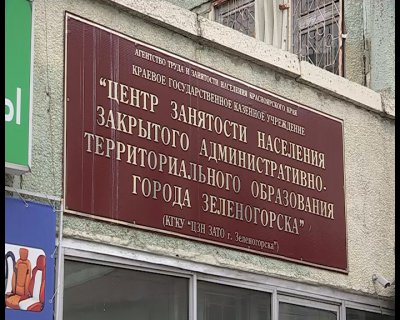 АГЕНТСТВО ТРУДА И ЗАНЯТОСТИ НАСЕЛЕНИЯ КРАСНОЯРСКОГО КРАЯ
КРАЕВОЕ ГОСУДАРСТВЕННОЕ КАЗЕННОЕ УЧРЕЖДЕНИЕ
"ЦЕНТР ЗАНЯТОСТИ НАСЕЛЕНИЯ
ЗАКРЫТОГО АДМИНИСТРАТИВНО-
ТЕРРИТОРИАЛЬНОГО ОБРАЗОВАНИЯ
ГОРОДА ЗЕЛЕНОГОРСКА"
(КГКУ "ЦЗН ЗАТО г. Зеленогорска")
Ы